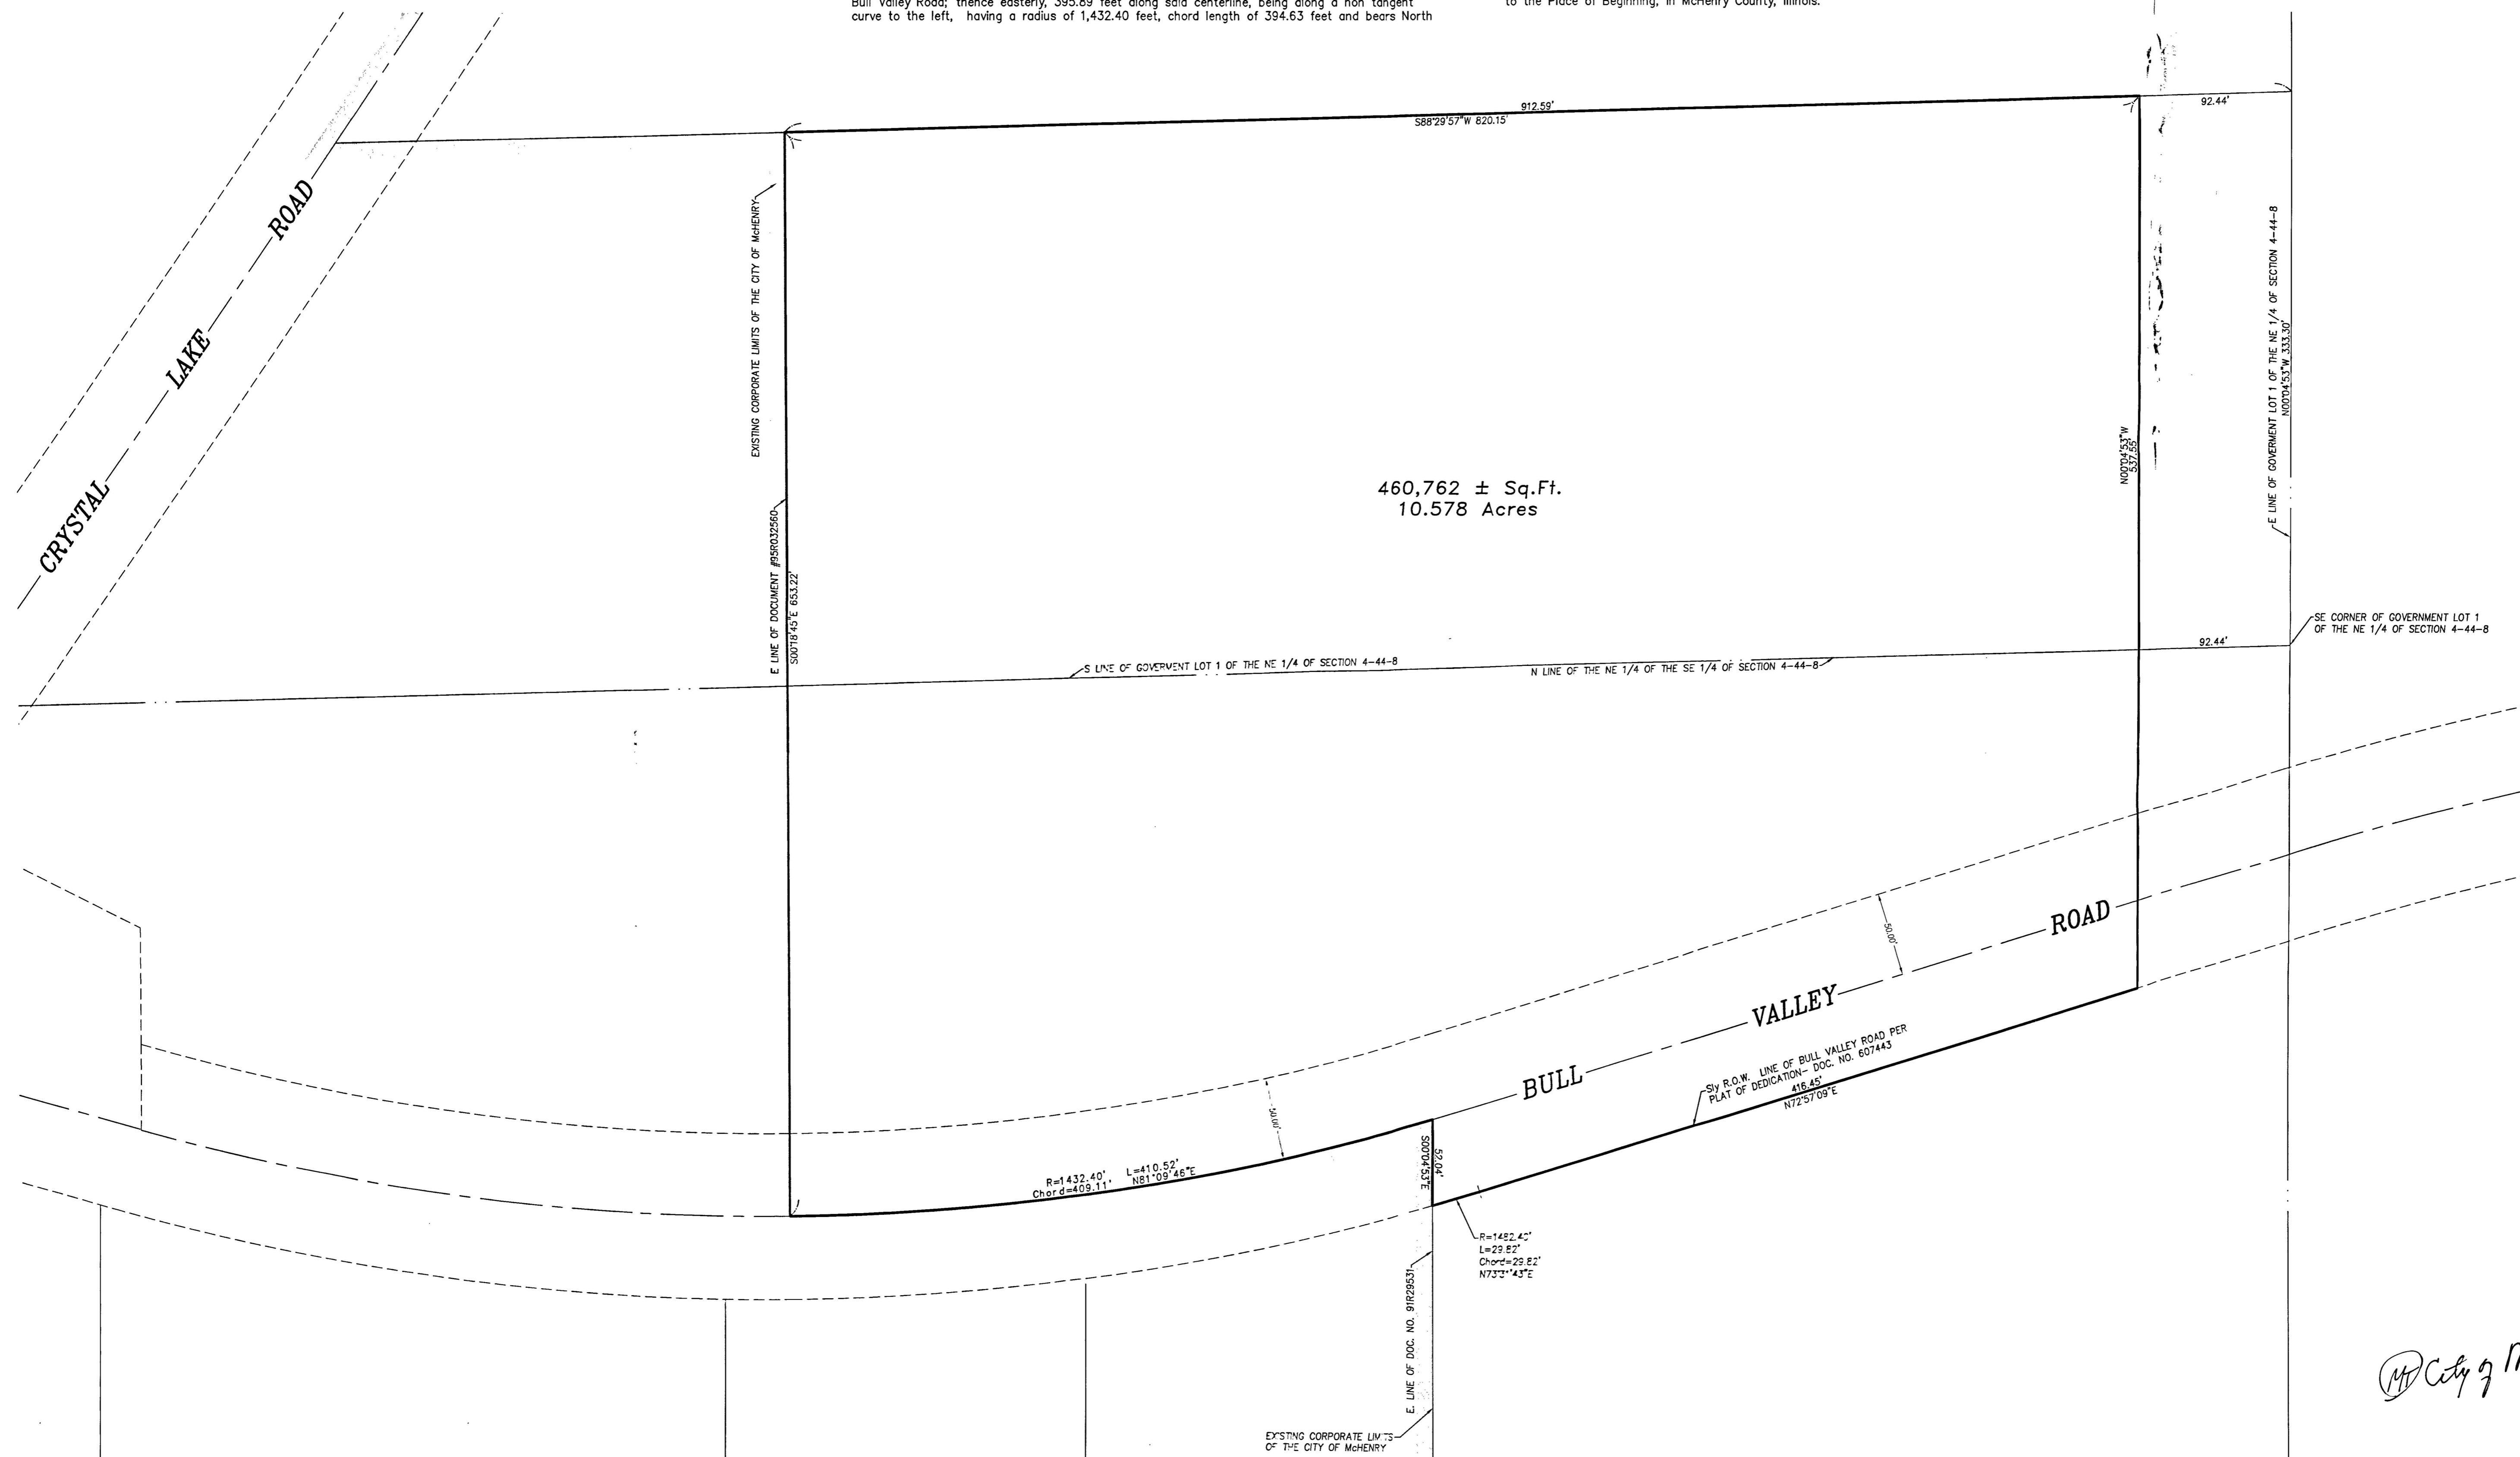 Bull Valley Road; thence easterly, 395.89 feet along said centerline, being along a non tangent
curve to the left, having a radius of 1,432.40 feet, chord length of 394.63 feet and bears North
to the Place of Beginning, in McHenry County, Illinois.
912.59'
S88°29'57"W 820.15'
92.44'
CRYSTAL LAKE ROAD
EXISTING CORPORATE LIMITS OF THE CITY OF McHENRY
E LINE OF DOCUMENT #95R032560
S00°18'45"E 653.22'
460,762 ± Sq.Ft.
10.578 Acres
N00°04'53"W
537.55'
E LINE OF GOVERMENT LOT 1 OF THE NE 1/4 OF SECTION 4-44-8
N00°04'53"W 333.30'
SE CORNER OF GOVERNMENT LOT 1
OF THE NE 1/4 OF SECTION 4-44-8
92.44'
S LINE OF GOVERMENT LOT 1 OF THE NE 1/4 OF SECTION 4-44-8
N LINE OF THE NE 1/4 OF THE SE 1/4 OF SECTION 4-44-8
50.00'
BULL VALLEY ROAD
Sly R.O.W. LINE OF BULL VALLEY ROAD PER
PLAT OF DEDICATION- DOC. NO. 607443
416.45'
N72°57'09"E
50.00'
R=1432.40' L=410.52'
Chord=409.11' N81°09'46"E
S00°04'53"E
52.04'
R=1482.40'
L=29.82'
Chord=29.82'
E. LINE OF DOC. NO. 91R29531
EXISTING CORPORATE LIMITS
OF THE CITY OF McHENRY
City of